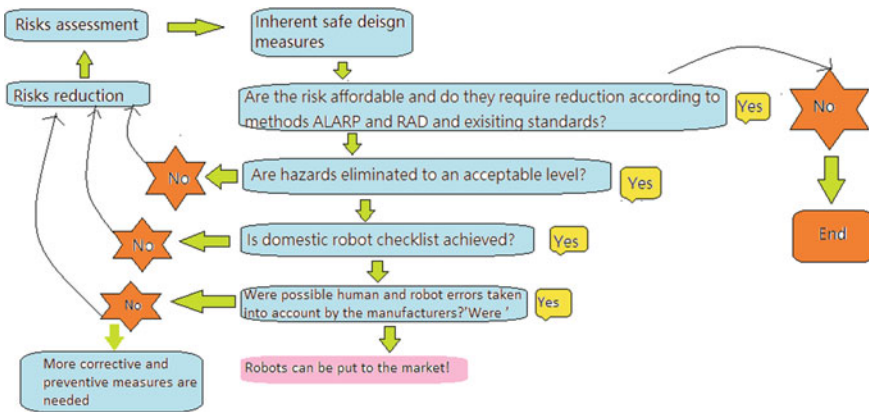 Risks assessment
Inherent safe deisgn
measures
Risks reduction
Are the risk affordable and do they require reduction according to
methods ALARP and RAD and exisiting standards?
Yes
No
Are hazards eliminated to an acceptable level?
Yes
No
End
Is domestic robot checklist achieved?
Yes
No
Were possible human and robot errors taken
into account by the manufacturers?'Were '
Yes
No
More corrective and
preventive measures are
needed
Robots can be put to the market!